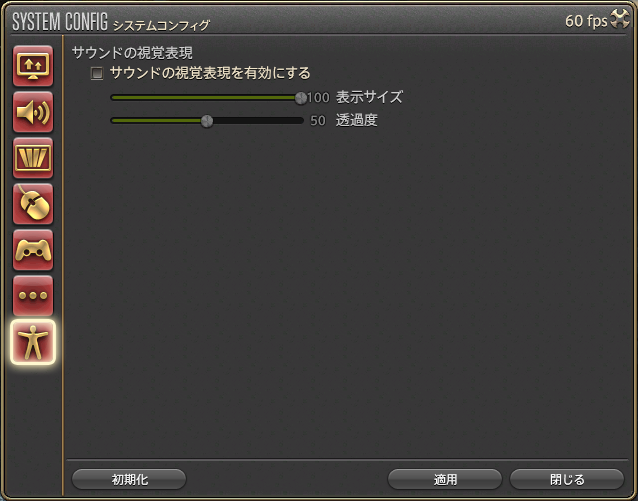 SYSTEM CONFIG システムコンフィグ 60 fps
サウンドの視覚表現
サウンドの視覚表現を有効にする
100 表示サイズ
50 透過度
初期化 適用 閉じる